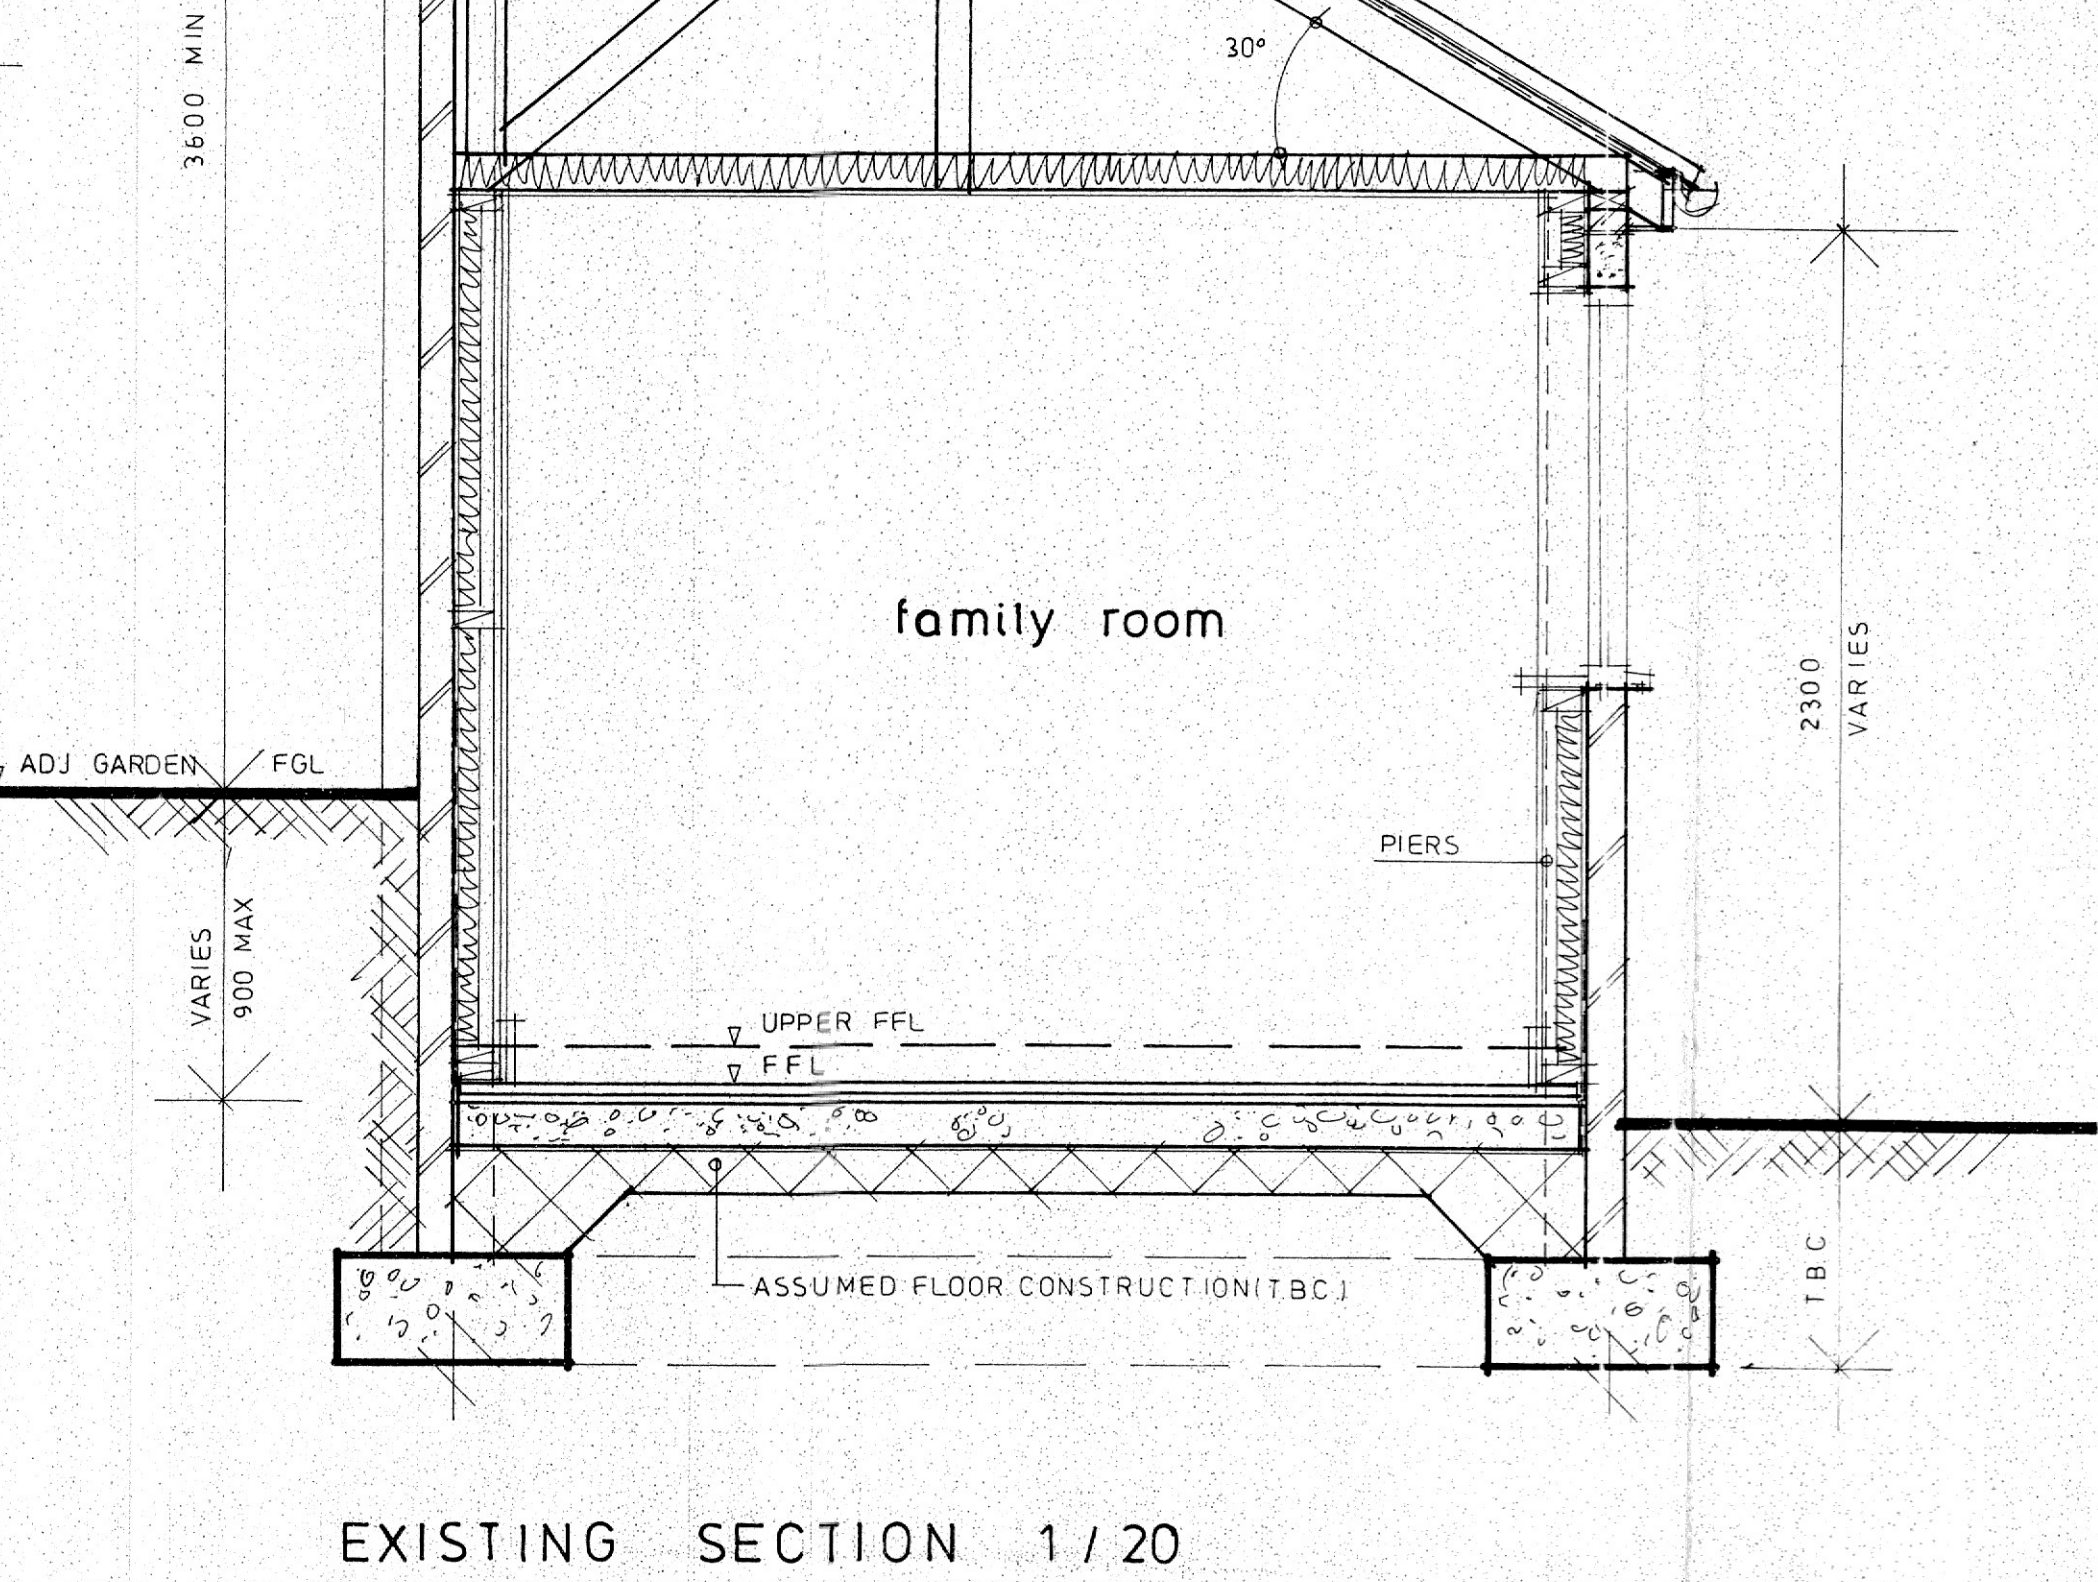 3600 MIN
30°
family room
2300
VARIES
ADJ GARDEN FGL
PIERS
VARIES
900 MAX
UPPER FFL
FFL
TBC
ASSUMED FLOOR CONSTRUCTION (T.B.C.)
EXISTING SECTION 1/20